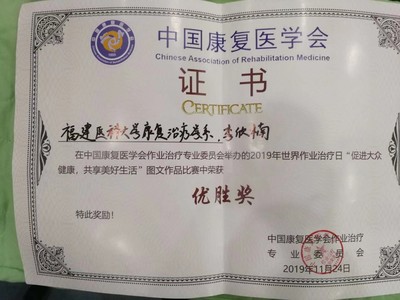 中国康复医学会
Chinese Association of Rehabilitation Medicine
证书
CERTIFICATE
福建医科大学康复治疗学系，李欣楠
在中国康复医学会作业治疗专业委员会举办的2019年世界作业治疗日“促进大众
健康，共享美好生活”图文作品比赛中荣获
优胜奖
特此奖励！
中国康复医学会作业治疗
专业委员会
2019年11月24日